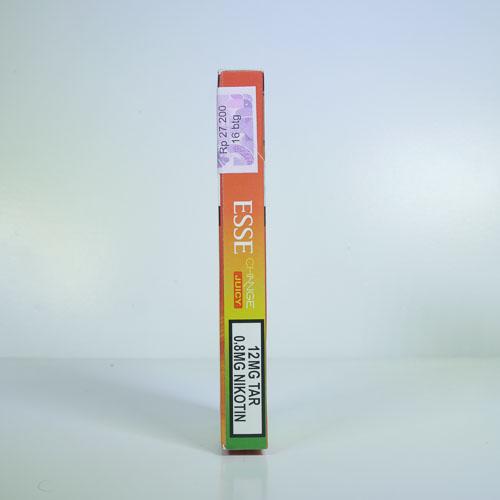 Rp 27.200
16 btg
ESSE
CHANGE
JUICY
12MG TAR
0.8MG NIKOTIN